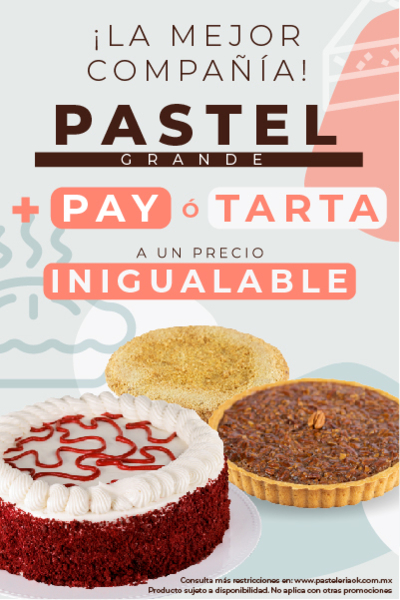 ¡LA MEJOR
COMPAÑÍA!
PASTEL
GRANDE
+ PAY ó TARTA
A UN PRECIO
INIGUALABLE
Consulta más restricciones en: www.pasteleriaok.com.mx
Producto sujeto a disponibilidad. No aplica con otras promociones